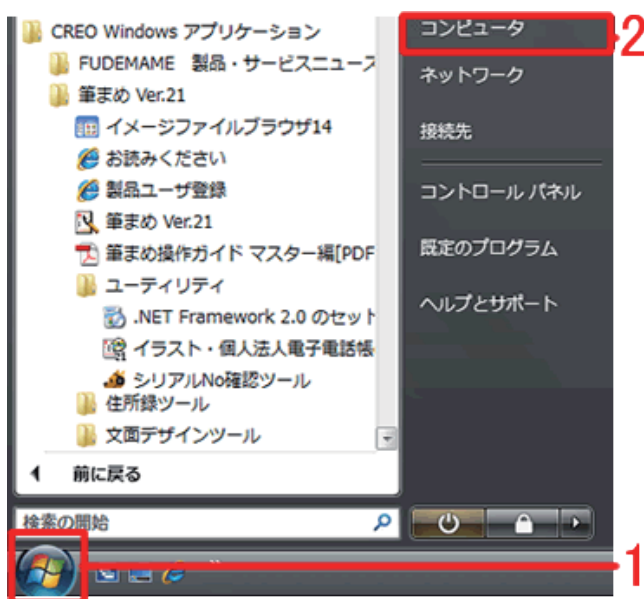 CREO Windows アプリケーション
FUDEMAME 製品・サービスニュース
筆まめ Ver.21
イメージファイルブラウザ14
お読みください
製品ユーザ登録
筆まめ Ver.21
筆まめ操作ガイド マスター編[PDF
ユーティリティ
.NET Framework 2.0 のセット
イラスト・個人法人電子電話帳
シリアルNo確認ツール
住所録ツール
文面デザインツール
前に戻る
検索の開始
コンピュータ
2
ネットワーク
接続先
コントロール パネル
既定のプログラム
ヘルプとサポート
1